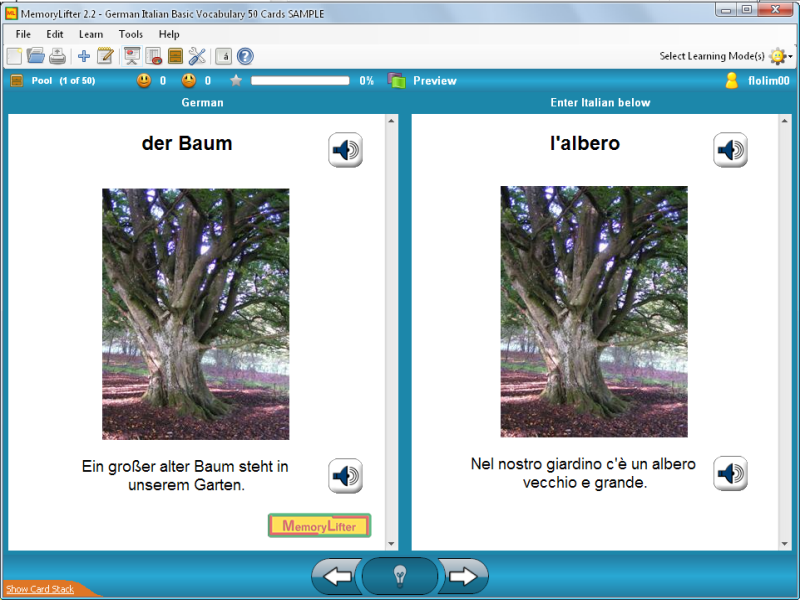 MemoryLifter 2.2 - German Italian Basic Vocabulary 50 Cards SAMPLE
File Edit Learn Tools Help
a
?
Select Learning Mode(s)
Pool (1 of 50) 0 0 0% Preview flolim00
German
Enter Italian below
der Baum
l'albero
Ein großer alter Baum steht in
unserem Garten.
Nel nostro giardino c'è un albero
vecchio e grande.
MemoryLifter
Show Card Stack